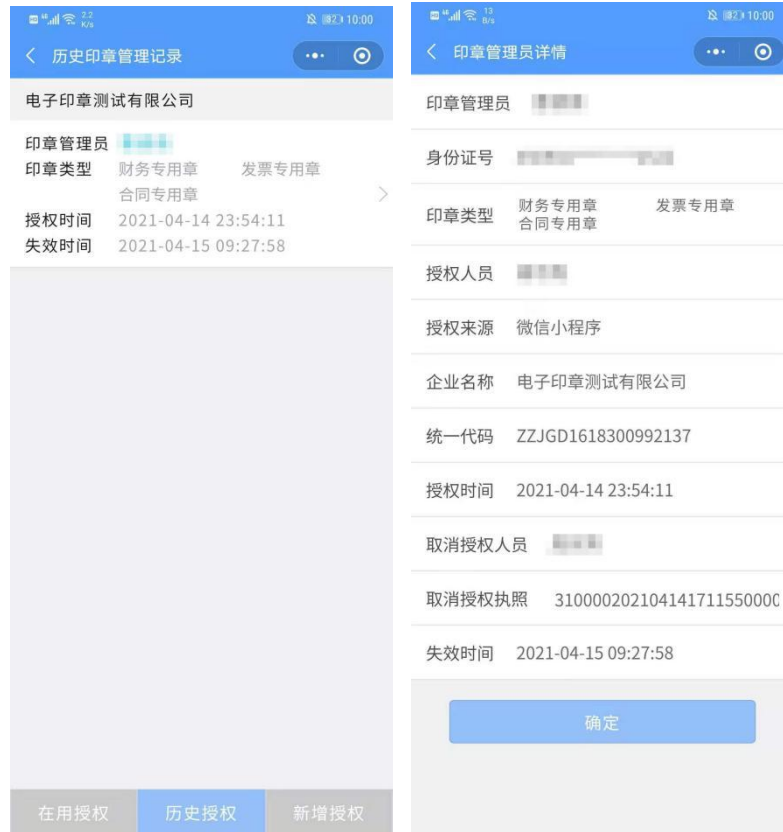 2.2
K/s
82
10:00
历史印章管理记录
电子印章测试有限公司
印章管理员
印章类型 财务专用章 发票专用章
合同专用章
授权时间 2021-04-14 23:54:11
失效时间 2021-04-15 09:27:58
在用授权 历史授权 新增授权
13
B/s
82
10:00
印章管理员详情
印章管理员
身份证号
印章类型 财务专用章 发票专用章
合同专用章
授权人员
授权来源 微信小程序
企业名称 电子印章测试有限公司
统一代码 ZZJGD1618300992137
授权时间 2021-04-14 23:54:11
取消授权人员
取消授权执照 310000202104141711550000
失效时间 2021-04-15 09:27:58
确定